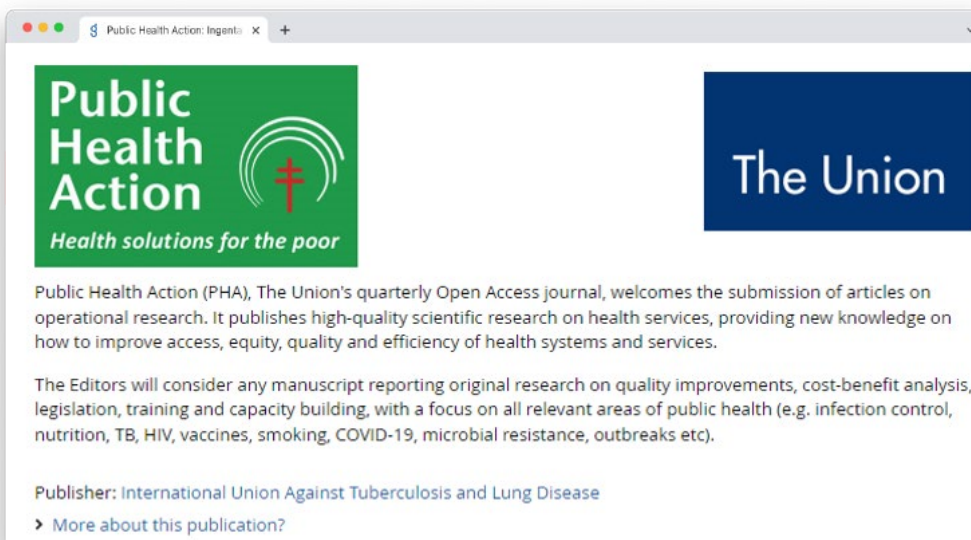 Public Health Action: Ingenta
Public
Health
Action
Health solutions for the poor
The Union
Public Health Action (PHA), The Union's quarterly Open Access journal, welcomes the submission of articles on
operational research. It publishes high-quality scientific research on health services, providing new knowledge on
how to improve access, equity, quality and efficiency of health systems and services.
The Editors will consider any manuscript reporting original research on quality improvements, cost-benefit analysis,
legislation, training and capacity building, with a focus on all relevant areas of public health (e.g. infection control,
nutrition, TB, HIV, vaccines, smoking, COVID-19, microbial resistance, outbreaks etc).
Publisher: International Union Against Tuberculosis and Lung Disease
More about this publication?